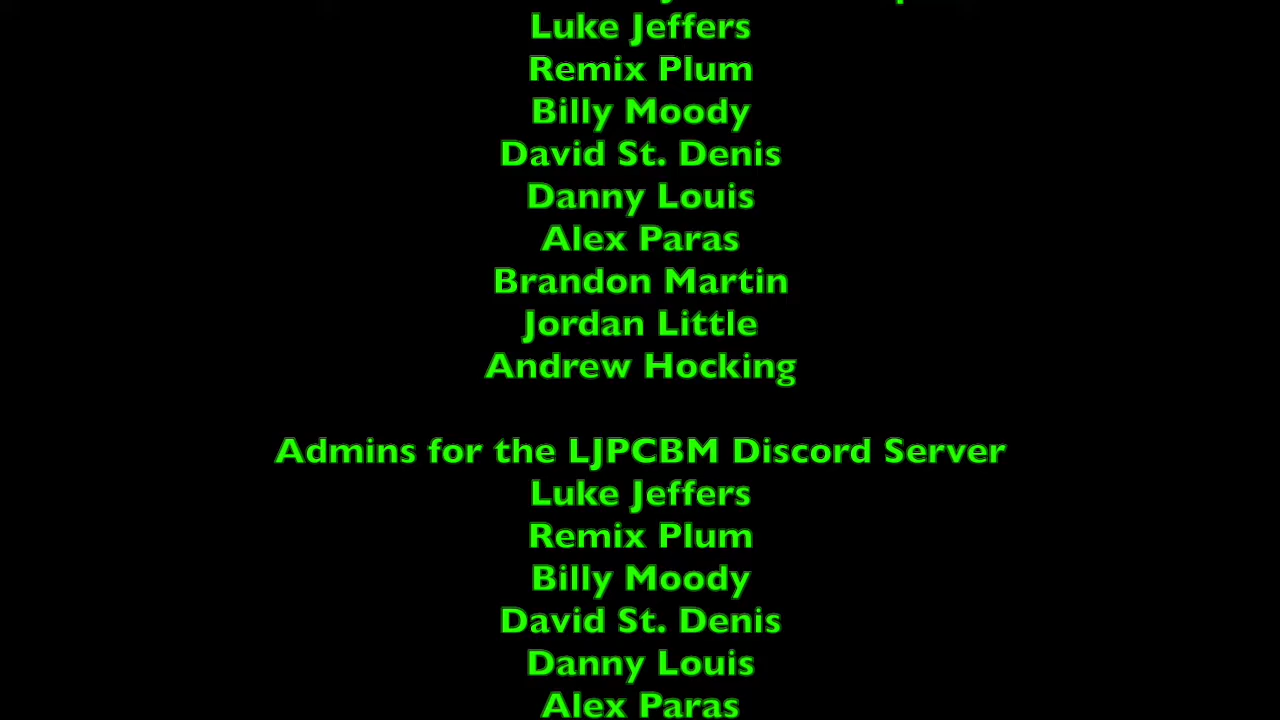 Luke Jeffers
Remix Plum
Billy Moody
David St. Denis
Danny Louis
Alex Paras
Brandon Martin
Jordan Little
Andrew Hocking
Admins for the LJPCBM Discord Server
Luke Jeffers
Remix Plum
Billy Moody
David St. Denis
Danny Louis
Alex Paras